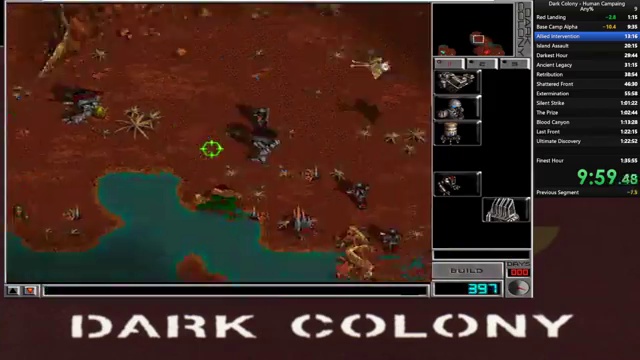 Dark Colony - Human Campaing
Any% 9
Red Landing -2.8 1:15
Base Camp Alpha -10.4 9:35
Allied Intervention 13:16
Island Assault 20:15
Darkest Hour 28:44
Ancient Legacy 31:15
Retribution 38:54
Shattered Front 46:30
Extermination 55:58
Silent Strike 1:01:22
The Prize 1:02:44
Blood Canyon 1:13:28
Last Front 1:22:15
Ultimate Discovery 1:22:52
Finest Hour 1:35:55
9:59.48
Previous Segment -7.5
BUILD
DAYS
000
397
DARK COLONY